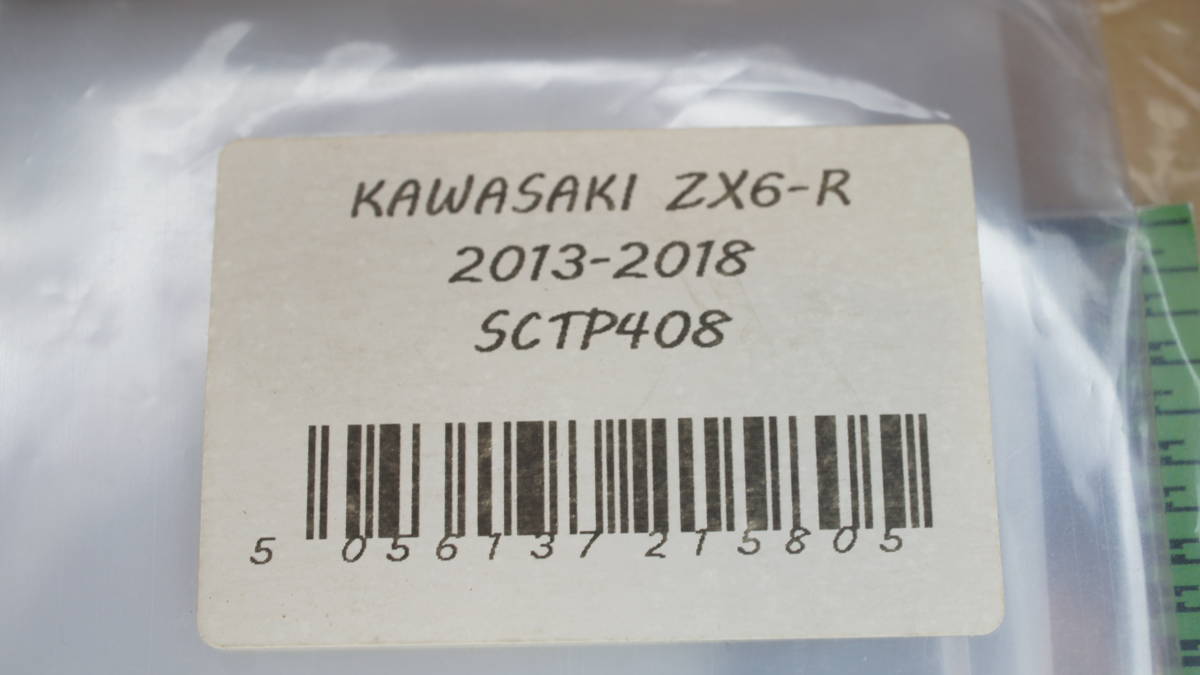 KAWASAKI ZX6-R
2013-2018
SCTP408
5 056137 215805